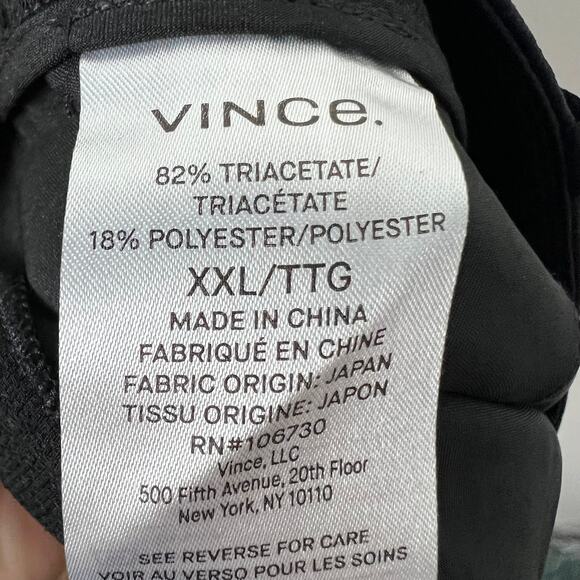 VINCe.
82% TRIACETATE/
TRIACÉTATE
18% POLYESTER/POLYESTER
XXL/TTG
MADE IN CHINA
FABRIQUÉ EN CHINE
FABRIC ORIGIN: JAPAN
TISSU ORIGINE: JAPON
RN#106730
Vince, LLC
500 Fifth Avenue, 20th Floor
New York, NY 10110
SEE REVERSE FOR CARE
VOIR AU VERSO POUR LES SOINS